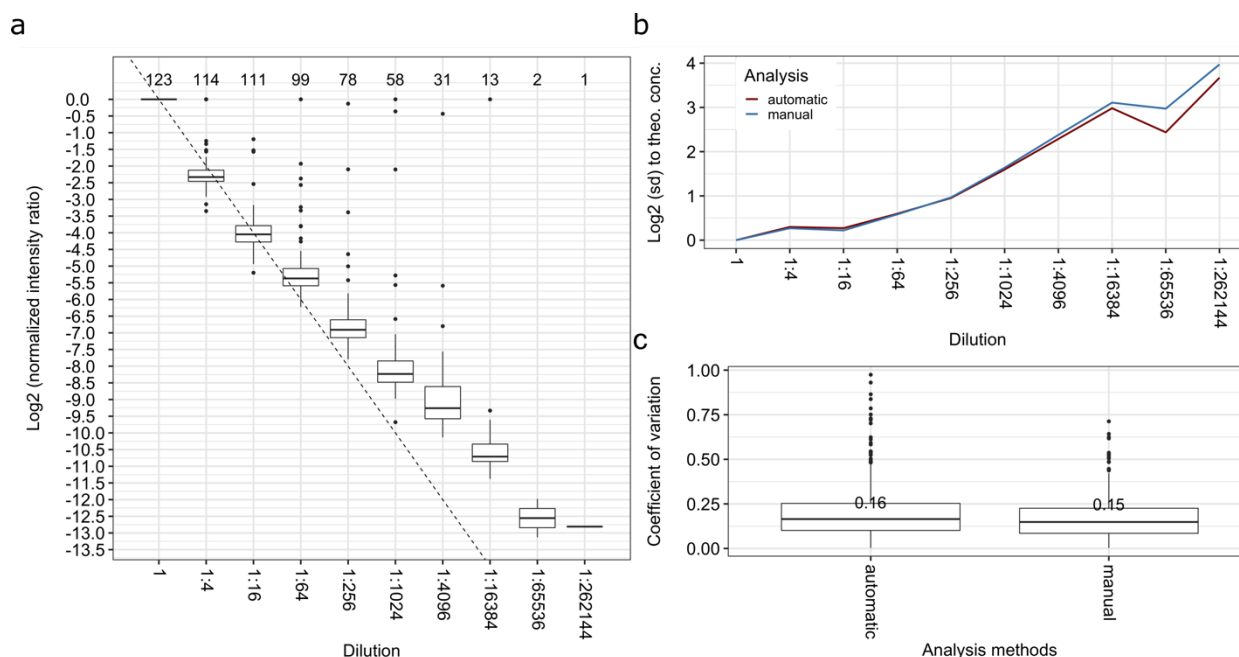 a
123 114 111 99 78 58 31 13 2 1
0.0
-0.5
-1.0
-1.5
-2.0
-2.5
-3.0
-3.5
-4.0
-4.5
-5.0
-5.5
-6.0
-6.5
-7.0
-7.5
-8.0
-8.5
-9.0
-9.5
-10.0
-10.5
-11.0
-11.5
-12.0
-12.5
-13.0
-13.5
Log2 (normalized intensity ratio)
1 1:4 1:16 1:64 1:256 1:1024 1:4096 1:16384 1:65536 1:262144
Dilution
b
4
3
2
1
0
Log2 (sd) to theo. conc.
Analysis
automatic
manual
1 1:4 1:16 1:64 1:256 1:1024 1:4096 1:16384 1:65536 1:262144
Dilution
c
1.00
0.75
0.50
0.25
0.00
Coefficient of variation
0.16 0.15
automatic manual
Analysis methods